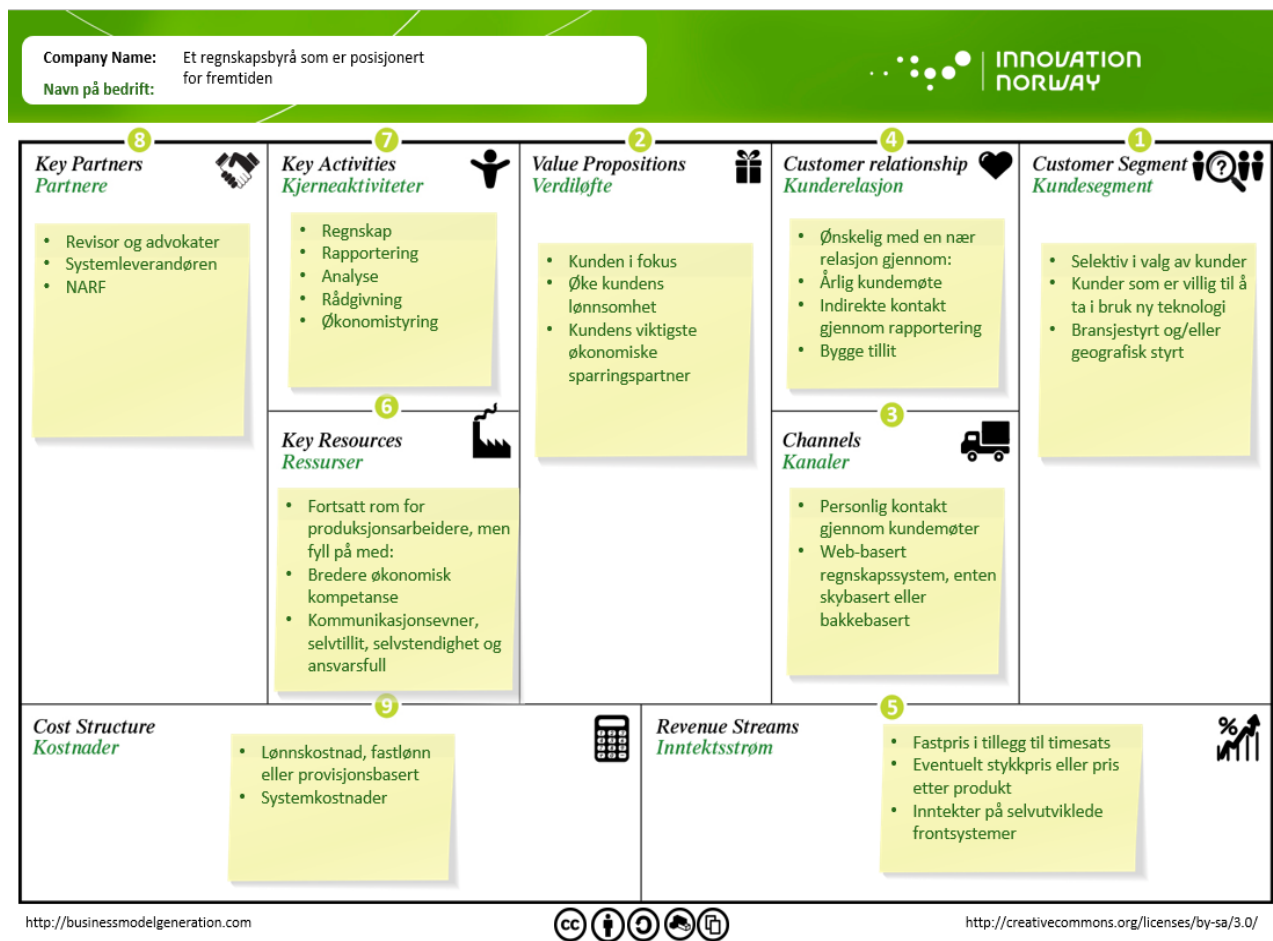 Company Name: Et regnskapsbyrå som er posisjonert
for fremtiden
Navn på bedrift:
INNOVATION
NORWAY
8
Key Partners
Partnere
• Revisor og advokater
• Systemleverandøren
• NARF
7
Key Activities
Kjerneaktiviteter
• Regnskap
• Rapportering
• Analyse
• Rådgivning
• Økonomistyring
6
Key Resources
Ressurser
• Fortsatt rom for
produksjonsarbeidere, men
fyll på med:
• Bredere økonomisk
kompetanse
• Kommunikasjonsevner,
selvtillit, selvstendighet og
ansvarsfull
2
Value Propositions
Verdiløfte
• Kunden i fokus
• Øke kundens
lønnsomhet
• Kundens viktigste
økonomiske
sparringspartner
4
Customer relationship
Kunderelasjon
• Ønskelig med en nær
relasjon gjennom:
• Årlig kundemøte
• Indirekte kontakt
gjennom rapportering
• Bygge tillit
3
Channels
Kanaler
• Personlig kontakt
gjennom kundemøter
• Web-basert
regnskapssystem, enten
skybasert eller
bakkebasert
1
Customer Segment
Kundesegment
?
• Selektiv i valg av kunder
• Kunder som er villig til å
ta i bruk ny teknologi
• Bransjestyrt og/eller
geografisk styrt
9
Cost Structure
Kostnader
• Lønnskostnad, fastlønn
eller provisjonsbasert
• Systemkostnader
5
Revenue Streams
Inntektsstrøm
%
• Fastpris i tillegg til timesats
• Eventuelt stykkpris eller pris
etter produkt
• Inntekter på selvutviklede
frontsystemer
http://businessmodelgeneration.com
cc
http://creativecommons.org/licenses/by-sa/3.0/